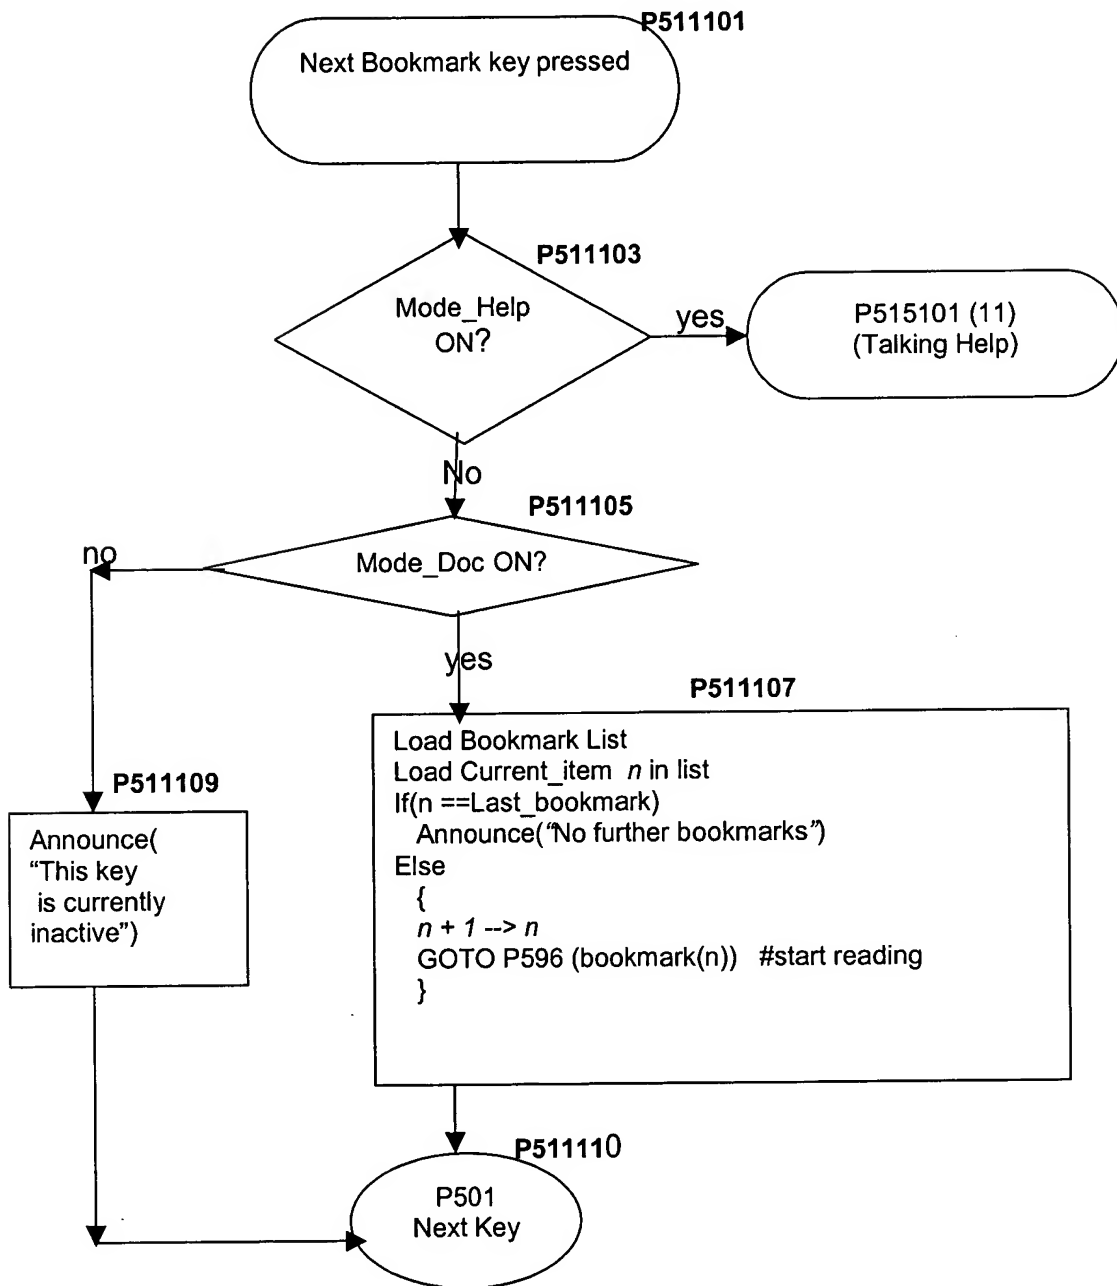 P511101
Next Bookmark key pressed
P511103
Mode_Help
ON?
yes
P515101 (11)
(Talking Help)
No
P511105
Mode_Doc ON?
no
yes
P511107
Load Bookmark List
Load Current_item n in list
If(n ==Last_bookmark)
Announce("No further bookmarks")
Else
{
n + 1 --> n
GOTO P596 (bookmark(n)) #start reading
}
P511109
Announce(
“This key
is currently
inactive”)
P511110
P501
Next Key